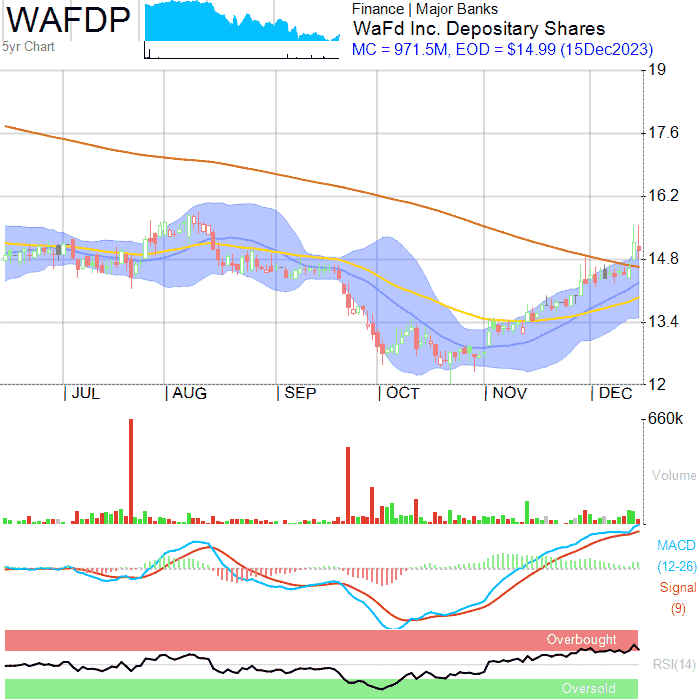 WAFDP
5yr Chart
Finance | Major Banks
WaFd Inc. Depositary Shares
MC = 971.5M, EOD = $14.99 (15Dec2023)
19
17.6
16.2
14.8
13.4
12
JUL AUG SEP OCT NOV DEC
660k
Volume
MACD
(12-26)
Signal
(9)
Overbought
RSI(14)
Oversold